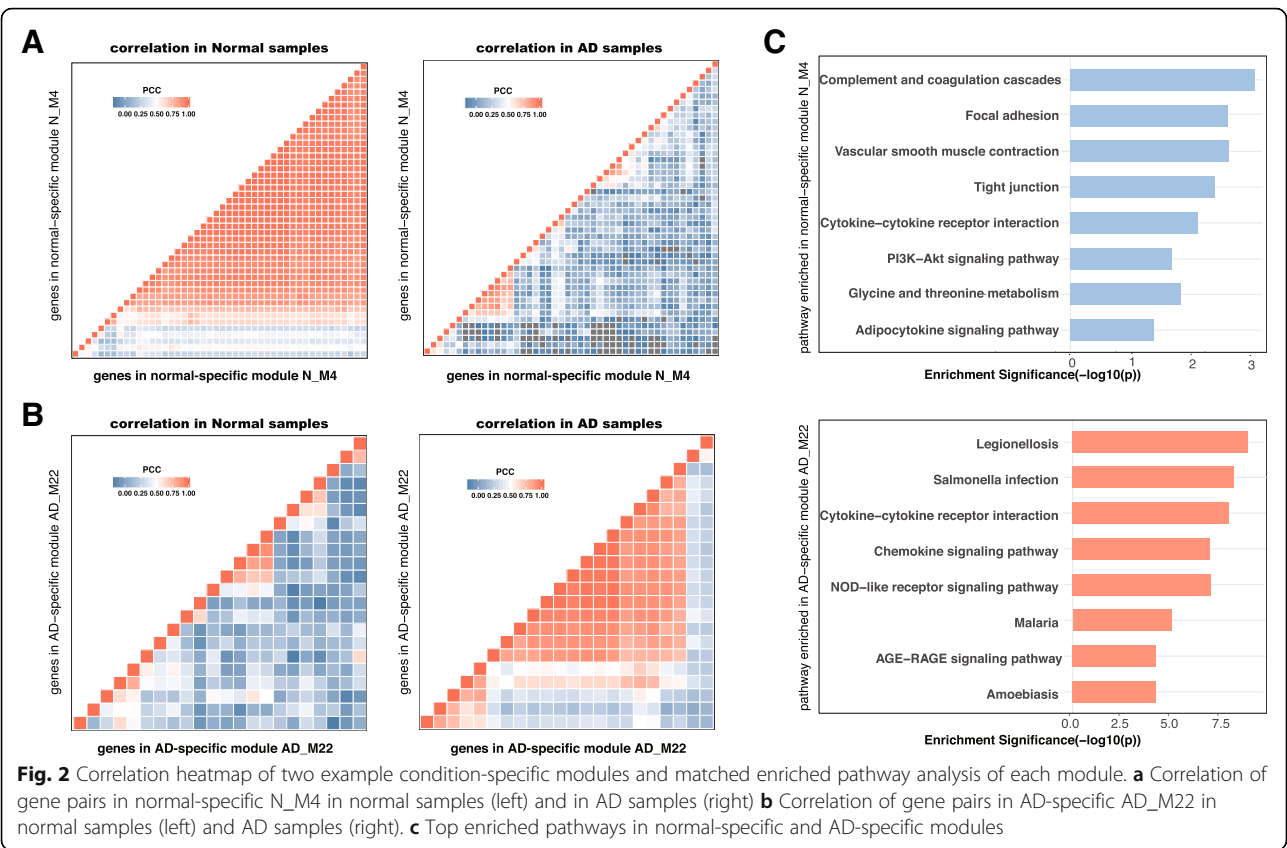 A
correlation in Normal samples
genes in normal−specific module N_M4
PCC
0.00 0.25 0.50 0.75 1.00
genes in normal-specific module N_M4
correlation in AD samples
genes in normal−specific module N_M4
PCC
0.00 0.25 0.50 0.75 1.00
genes in normal-specific module N_M4
B
correlation in Normal samples
genes in AD−specific module AD_M22
PCC
0.00 0.25 0.50 0.75 1.00
genes in AD-specific module AD_M22
correlation in AD samples
genes in AD−specific module AD_M22
PCC
0.00 0.25 0.50 0.75 1.00
genes in AD-specific module AD_M22
C
pathway enriched in normal−specific module N_M4
Complement and coagulation cascades
Focal adhesion
Vascular smooth muscle contraction
Tight junction
Cytokine−cytokine receptor interaction
PI3K−Akt signaling pathway
Glycine and threonine metabolism
Adipocytokine signaling pathway
0 1 2 3
Enrichment Significance(−log10(p))
pathway enriched in AD−specific module AD_M22
Legionellosis
Salmonella infection
Cytokine−cytokine receptor interaction
Chemokine signaling pathway
NOD−like receptor signaling pathway
Malaria
AGE−RAGE signaling pathway
Amoebiasis
0.0 2.5 5.0 7.5
Enrichment Significance(−log10(p))
Fig. 2 Correlation heatmap of two example condition-specific modules and matched enriched pathway analysis of each module. a Correlation of
gene pairs in normal-specific N_M4 in normal samples (left) and in AD samples (right) b Correlation of gene pairs in AD-specific AD_M22 in
normal samples (left) and AD samples (right). c Top enriched pathways in normal-specific and AD-specific modules